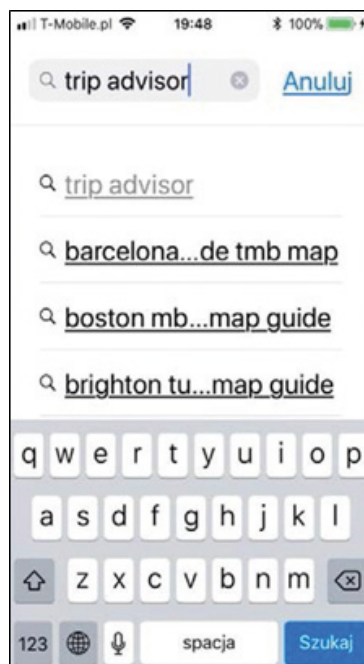 T-Mobile.pl 19:48 100%
trip advisor Anuluj
trip advisor
barcelona...de tmb map
boston mb...map guide
brighton tu...map guide
q w e r t y u i o p
a s d f g h j k l
z x c v b n m
123 spacja Szukaj